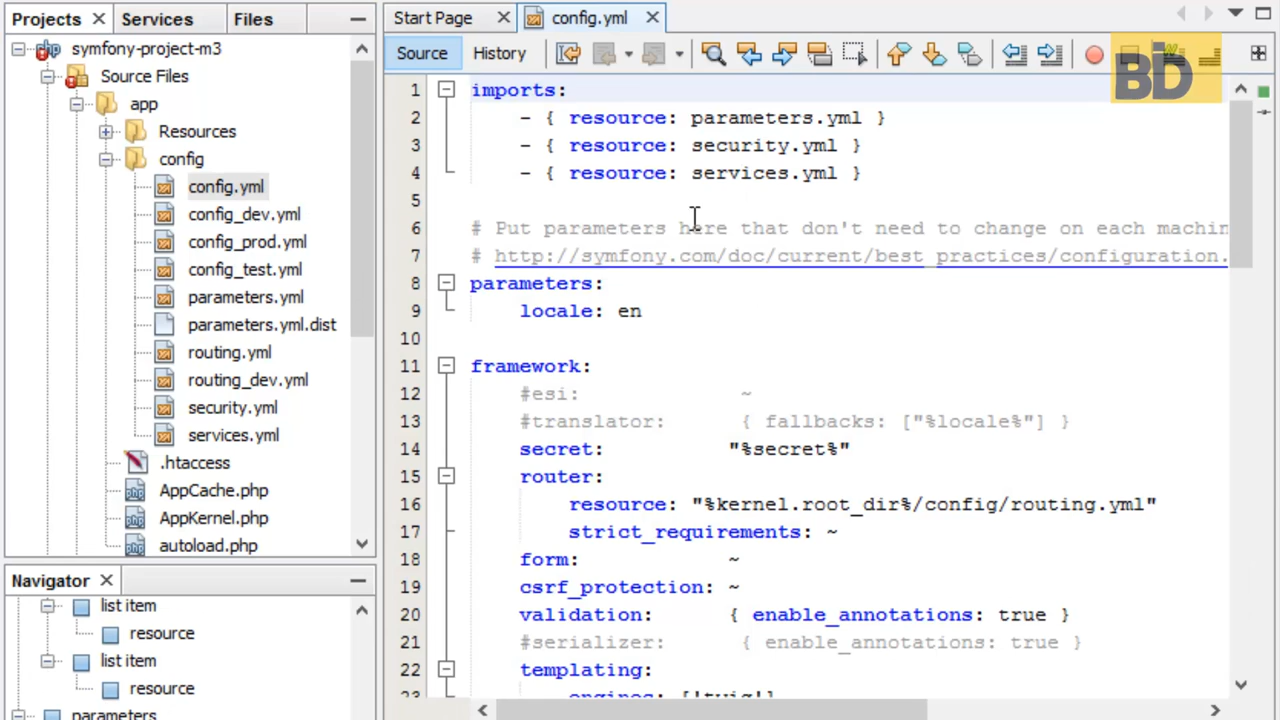 Projects
Services
Files
symfony-project-m3
Source Files
app
Resources
config
config.yml
config_dev.yml
config_prod.yml
config_test.yml
parameters.yml
parameters.yml.dist
routing.yml
routing_dev.yml
security.yml
services.yml
.htaccess
AppCache.php
AppKernel.php
autoload.php
Navigator
list item
resource
list item
resource
parameters
Start Page
config.yml
Source
History
BD
1 imports:
2 - { resource: parameters.yml }
3 - { resource: security.yml }
4 - { resource: services.yml }
5
6 # Put parameters here that don't need to change on each machin
7 # http://symfony.com/doc/current/best_practices/configuration.
8 parameters:
9 locale: en
10
11 framework:
12 #esi: ~
13 #translator: { fallbacks: ["%locale%"] }
14 secret: "%secret%"
15 router:
16 resource: "%kernel.root_dir%/config/routing.yml"
17 strict_requirements: ~
18 form: ~
19 csrf_protection: ~
20 validation: { enable_annotations: true }
21 #serializer: { enable_annotations: true }
22 templating:
23 engines: ['twig']